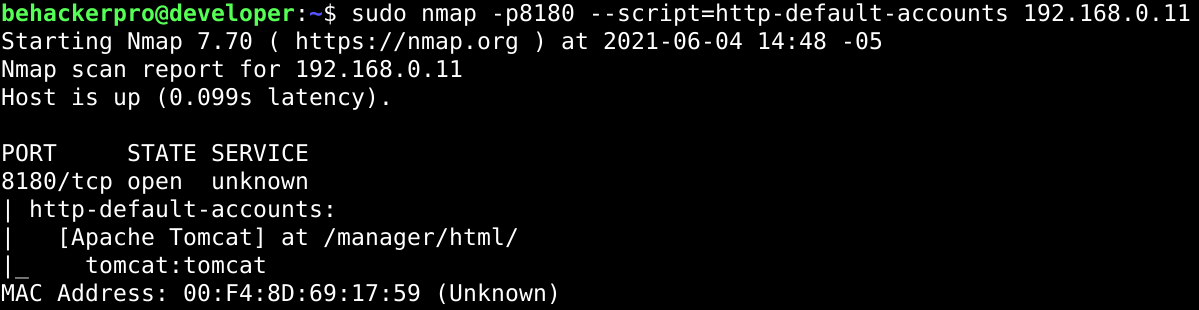 behackerpro@developer:~$ sudo nmap -p8180 --script=http-default-accounts 192.168.0.11
Starting Nmap 7.70 ( https://nmap.org ) at 2021-06-04 14:48 -05
Nmap scan report for 192.168.0.11
Host is up (0.099s latency).
PORT     STATE SERVICE
8180/tcp open  unknown
| http-default-accounts:
|   [Apache Tomcat] at /manager/html/
|_    tomcat:tomcat
MAC Address: 00:F4:8D:69:17:59 (Unknown)